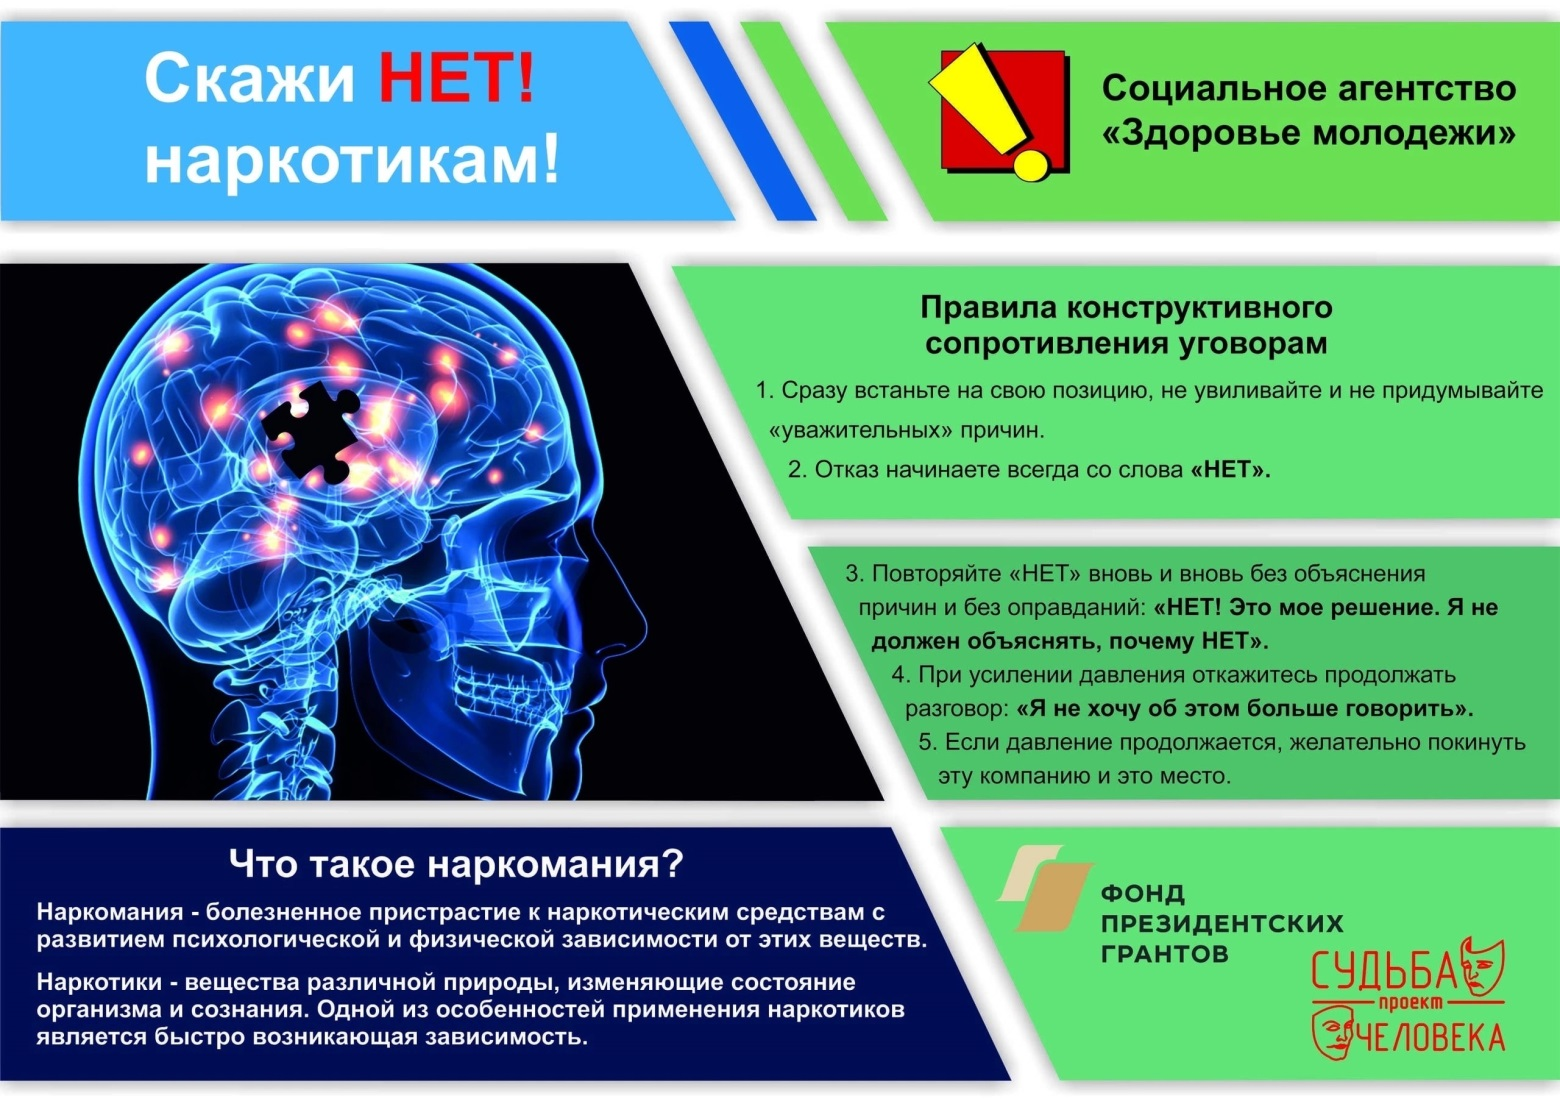 Скажи НЕТ!
наркотикам!
Социальное агентство
«Здоровье молодежи»
Правила конструктивного
сопротивления уговорам
1. Сразу встаньте на свою позицию, не увиливайте и не придумывайте
«уважительных» причин.
2. Отказ начинаете всегда со слова «НЕТ».
3. Повторяйте «НЕТ» вновь и вновь без объяснения
причин и без оправданий: «НЕТ! Это мое решение. Я не
должен объяснять, почему НЕТ».
4. При усилении давления откажитесь продолжать
разговор: «Я не хочу об этом больше говорить».
5. Если давление продолжается, желательно покинуть
эту компанию и это место.
Что такое наркомания?
Наркомания - болезненное пристрастие к наркотическим средствам с
развитием психологической и физической зависимости от этих веществ.
Наркотики - вещества различной природы, изменяющие состояние
организма и сознания. Одной из особенностей применения наркотиков
является быстро возникающая зависимость.
ФОНД
ПРЕЗИДЕНТСКИХ
ГРАНТОВ
СУДЬБА
проект
ЧЕЛОВЕКА